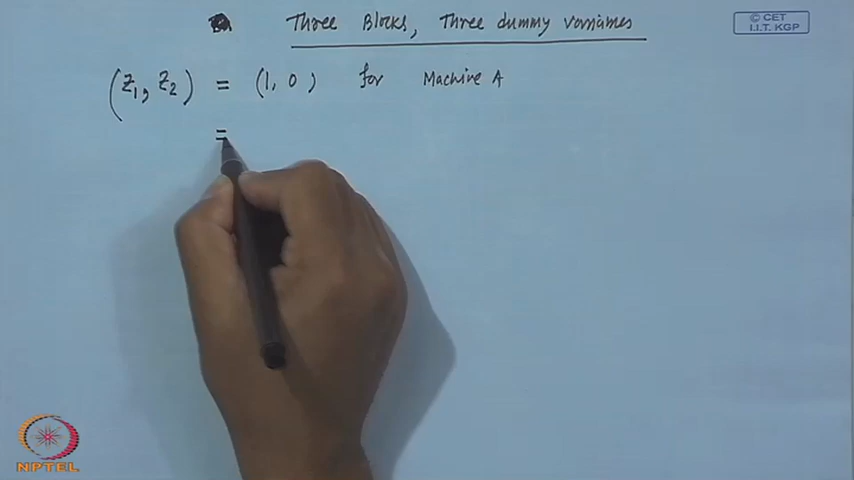 Three Blocks, Three dummy variables
© CET
I.I.T. KGP
(Z₁, Z₂) = (1, 0) for Machine A
=
NPTEL